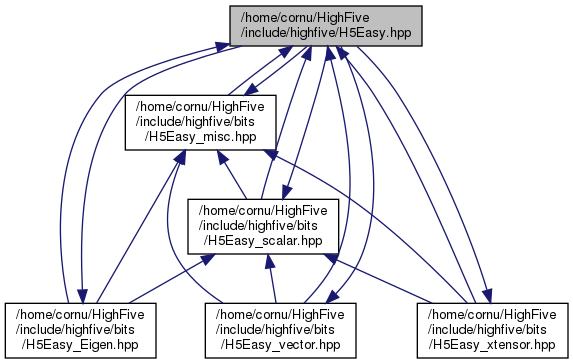 /home/cornu/HighFive
/include/highfive/H5Easy.hpp
/home/cornu/HighFive
/include/highfive/bits
/H5Easy_misc.hpp
/home/cornu/HighFive
/include/highfive/bits
/H5Easy_scalar.hpp
/home/cornu/HighFive
/include/highfive/bits
/H5Easy_Eigen.hpp
/home/cornu/HighFive
/include/highfive/bits
/H5Easy_vector.hpp
/home/cornu/HighFive
/include/highfive/bits
/H5Easy_xtensor.hpp